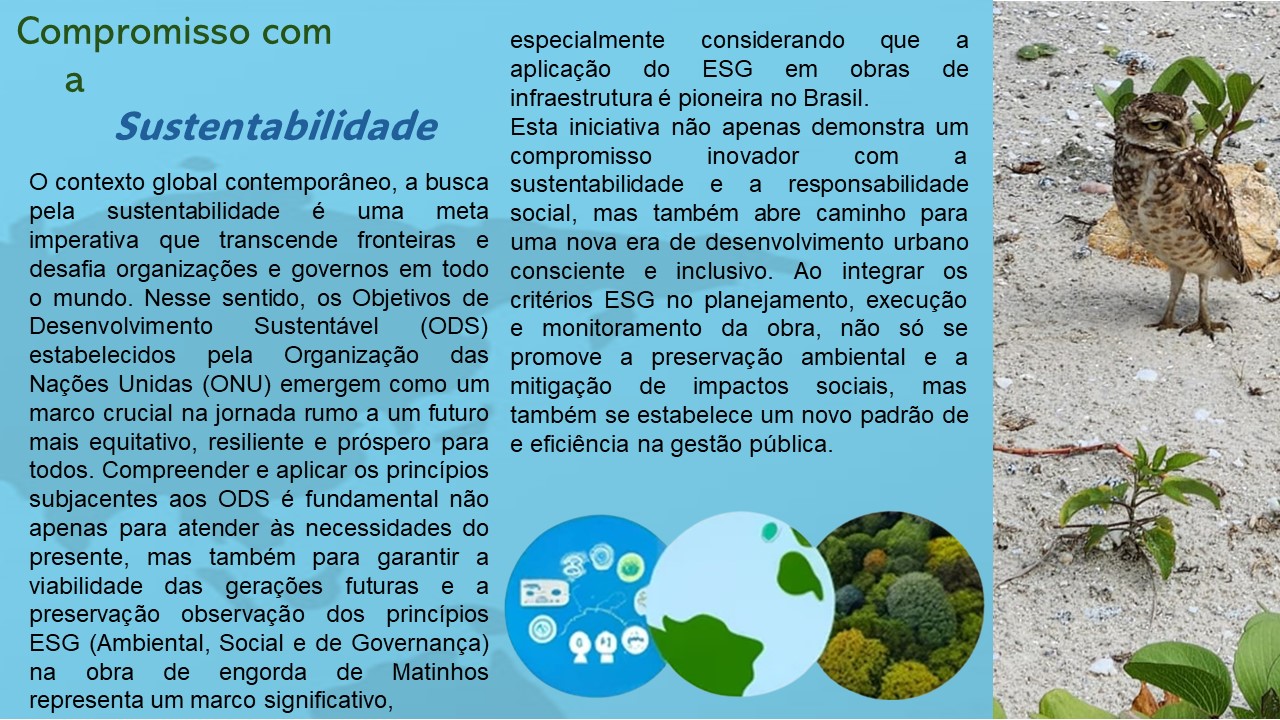 Compromisso com
a
Sustentabilidade
O contexto global contemporâneo, a busca
pela sustentabilidade é uma meta
imperativa que transcende fronteiras e
desafia organizações e governos em todo
o mundo. Nesse sentido, os Objetivos de
Desenvolvimento Sustentável (ODS)
estabelecidos pela Organização das
Nações Unidas (ONU) emergem como um
marco crucial na jornada rumo a um futuro
mais equitativo, resiliente e próspero para
todos. Compreender e aplicar os princípios
subjacentes aos ODS é fundamental não
apenas para atender às necessidades do
presente, mas também para garantir a
viabilidade das gerações futuras e a
preservação observação dos princípios
ESG (Ambiental, Social e de Governança)
na obra de engorda de Matinhos
representa um marco significativo,
especialmente considerando que a
aplicação do ESG em obras de
infraestrutura é pioneira no Brasil.
Esta iniciativa não apenas demonstra um
compromisso inovador com a
sustentabilidade e a responsabilidade
social, mas também abre caminho para
uma nova era de desenvolvimento urbano
consciente e inclusivo. Ao integrar os
critérios ESG no planejamento, execução
e monitoramento da obra, não só se
promove a preservação ambiental e a
mitigação de impactos sociais, mas
também se estabelece um novo padrão de
e eficiência na gestão pública.